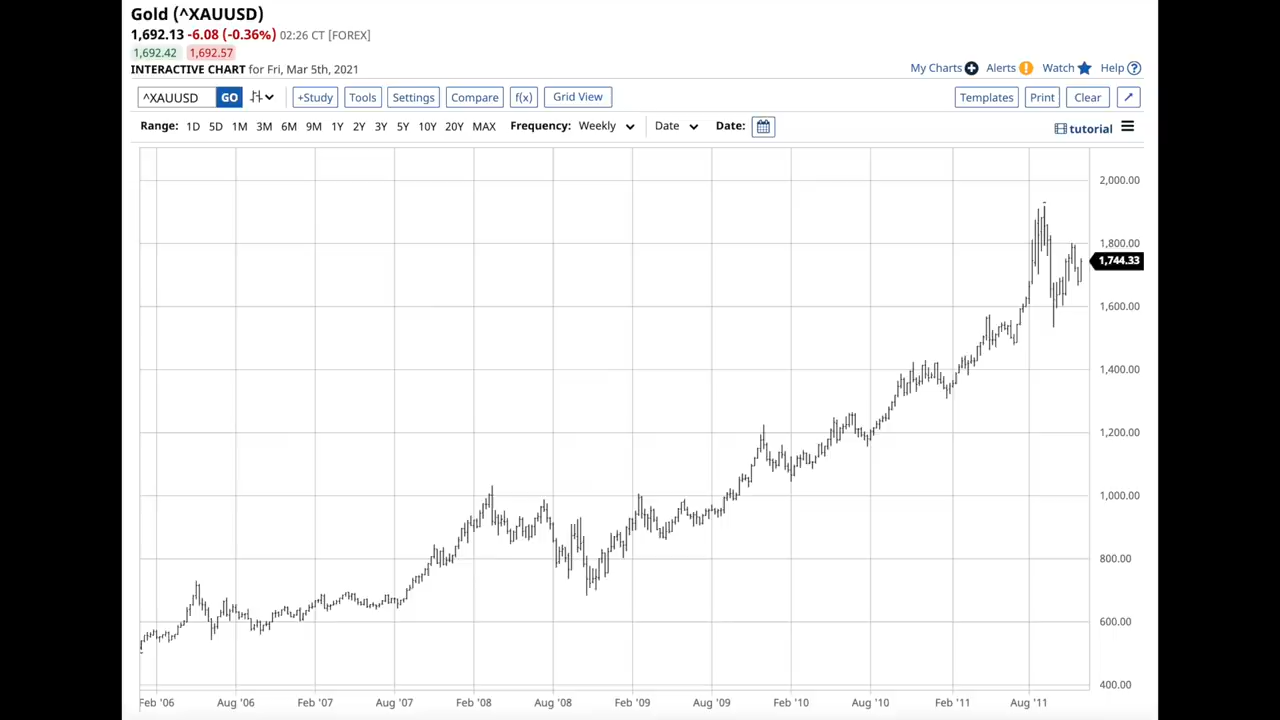 Gold (^XAUUSD)
1,692.13 -6.08 (-0.36%) 02:26 CT [FOREX]
1,692.42 1,692.57
INTERACTIVE CHART for Fri, Mar 5th, 2021
My Charts Alerts Watch Help
^XAUUSD GO +Study Tools Settings Compare f(x) Grid View Templates Print Clear
Range: 1D 5D 1M 3M 6M 9M 1Y 2Y 3Y 5Y 10Y 20Y MAX Frequency: Weekly Date Date: tutorial
2,000.00
1,800.00
1,744.33
1,600.00
1,400.00
1,200.00
1,000.00
800.00
600.00
400.00
Feb '06 Aug '06 Feb '07 Aug '07 Feb '08 Aug '08 Feb '09 Aug '09 Feb '10 Aug '10 Feb '11 Aug '11